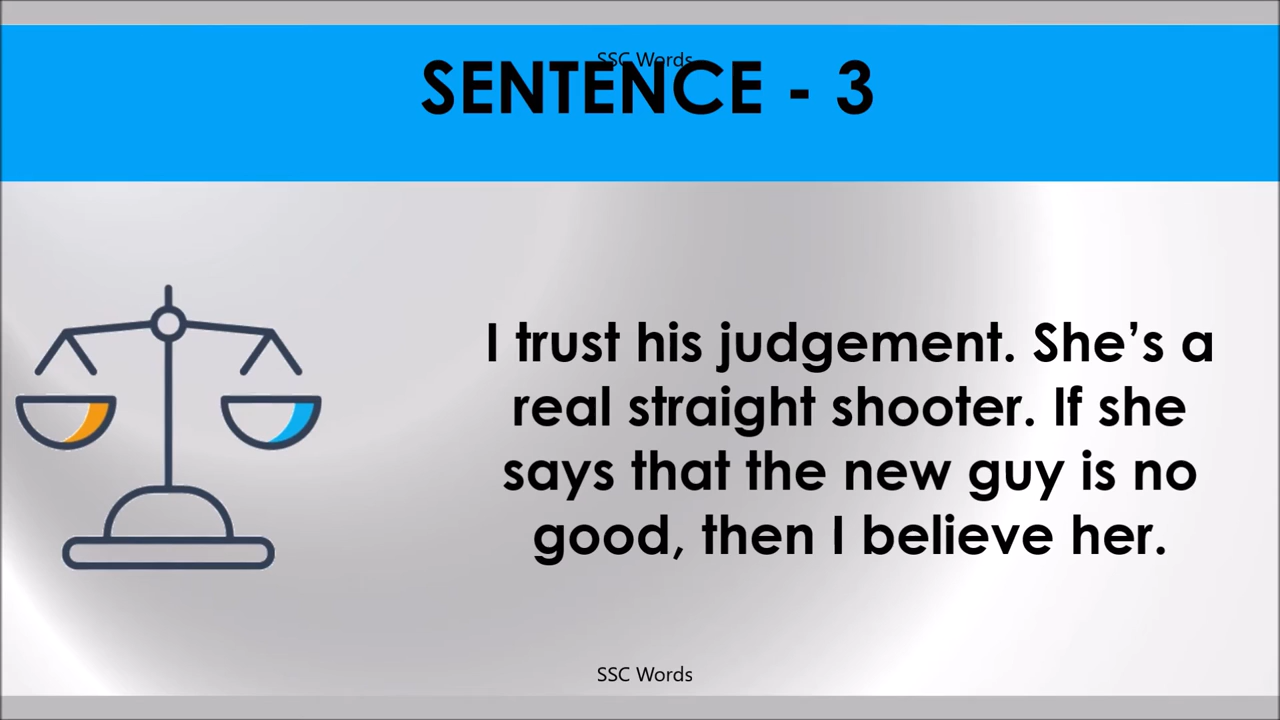 SSC Words
SENTENCE - 3
I trust his judgement. She’s a
real straight shooter. If she
says that the new guy is no
good, then I believe her.
SSC Words